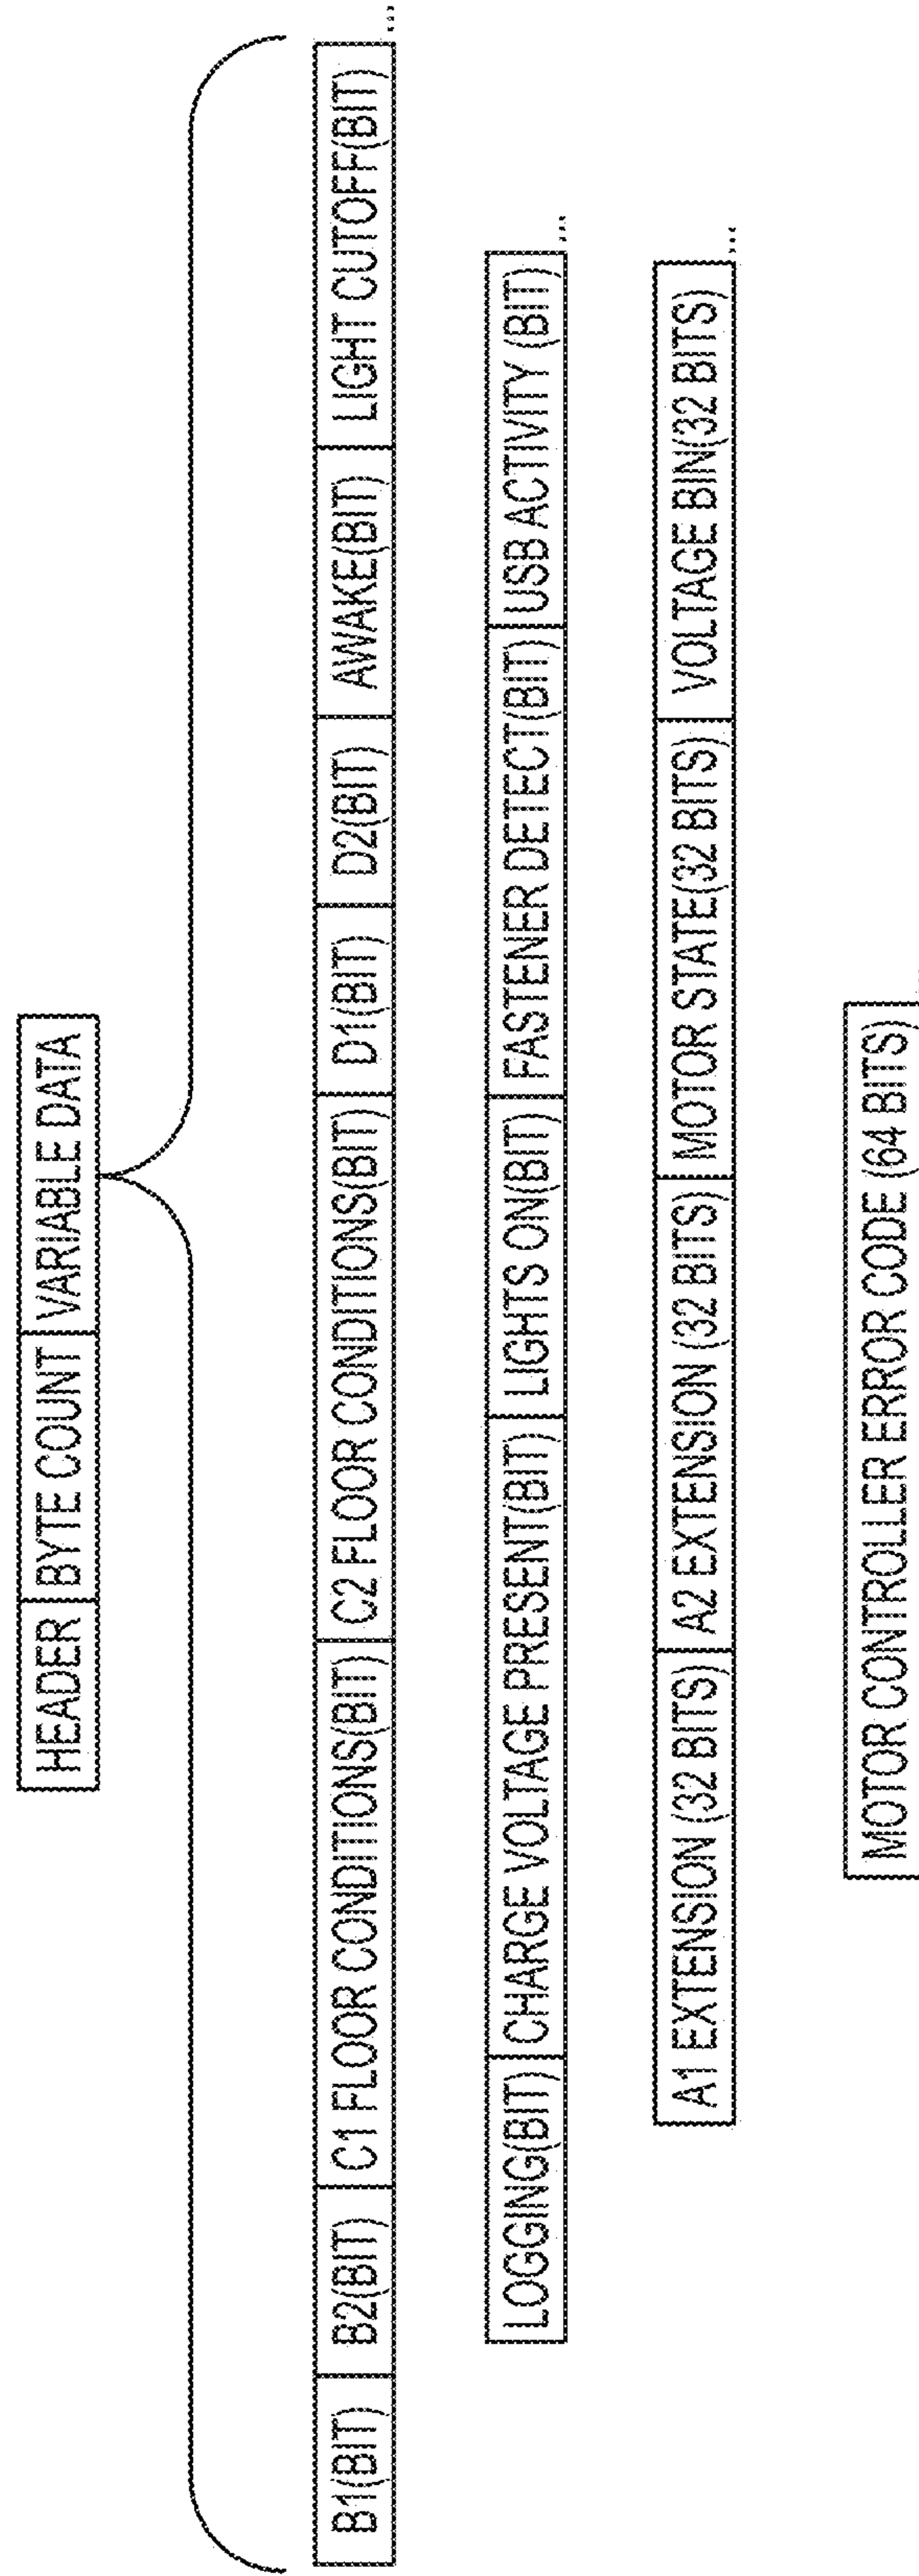 HEADER BYTE COUNT VARIABLE DATA
B1(BIT) B2(BIT) C1 FLOOR CONDITIONS(BIT) C2 FLOOR CONDITIONS(BIT) D1(BIT) D2(BIT) AWAKE(BIT) LIGHT CUTOFF(BIT) ...
LOGGING(BIT) CHARGE VOLTAGE PRESENT(BIT) LIGHTS ON(BIT) FASTENER DETECT(BIT) USB ACTIVITY (BIT) ...
A1 EXTENSION (32 BITS) A2 EXTENSION (32 BITS) MOTOR STATE(32 BITS) VOLTAGE BIN(32 BITS) ...
MOTOR CONTROLLER ERROR CODE (64 BITS)